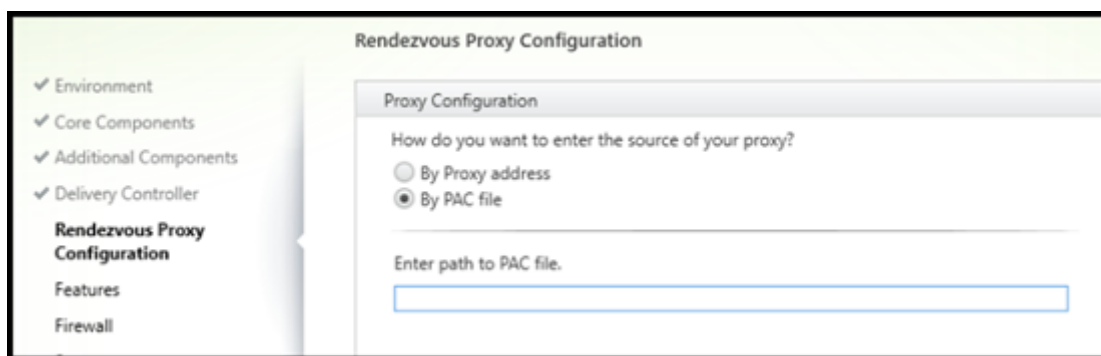 Rendezvous Proxy Configuration
Environment
Core Components
Additional Components
Delivery Controller
Rendezvous Proxy
Configuration
Features
Firewall
Proxy Configuration
How do you want to enter the source of your proxy?
By Proxy address
By PAC file
Enter path to PAC file.